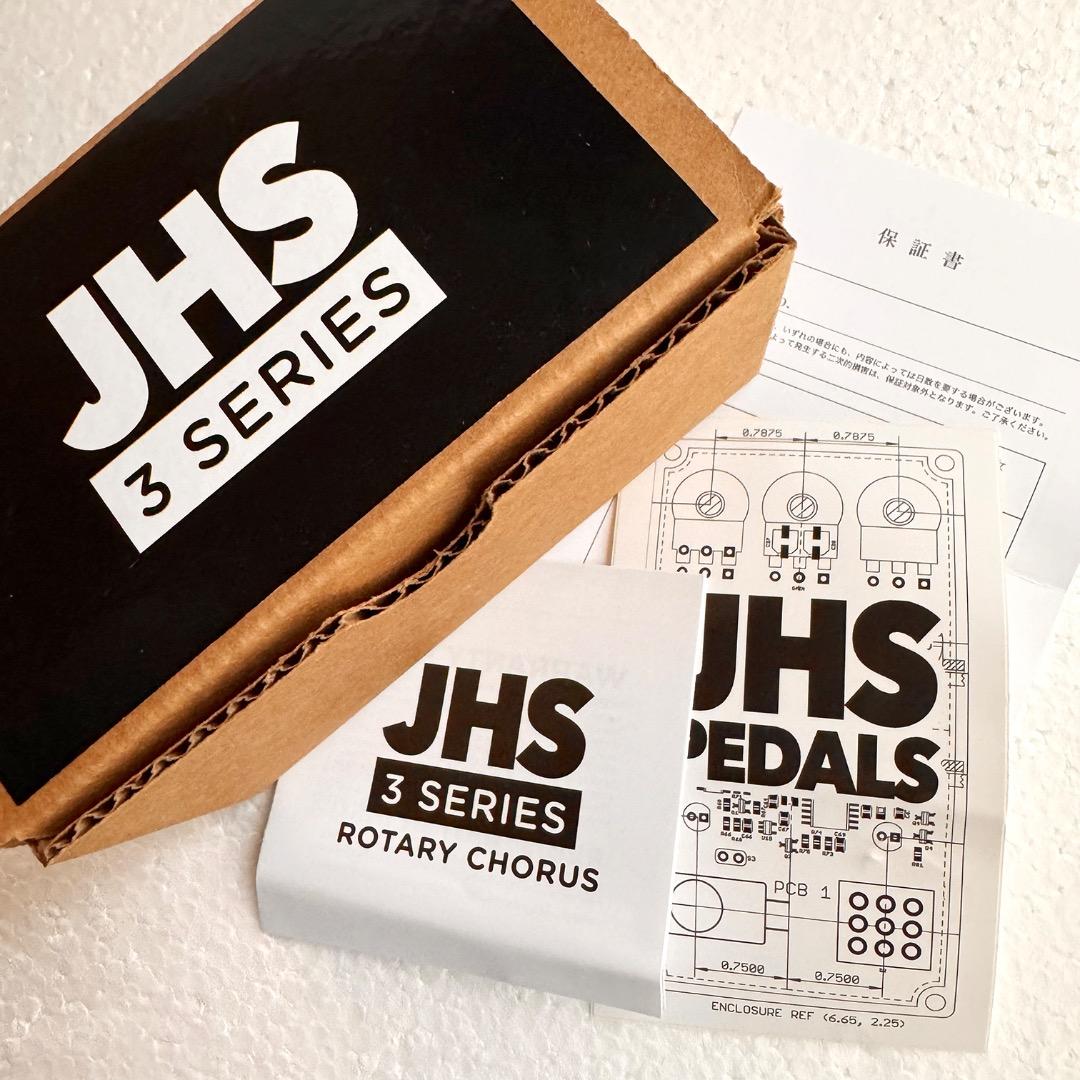 JHS
3 SERIES
保証書
いずれの場合にも、内容によっては日数を要する場合がございます。
よって発生する二次的損害は、保証対象外となります。ご了承ください。
0.7875
0.7875
JHS
PEDALS
JHS
3 SERIES
ROTARY CHORUS
PCB 1
0.7500
0.7500
ENCLOSURE REF (6.65, 2.25)